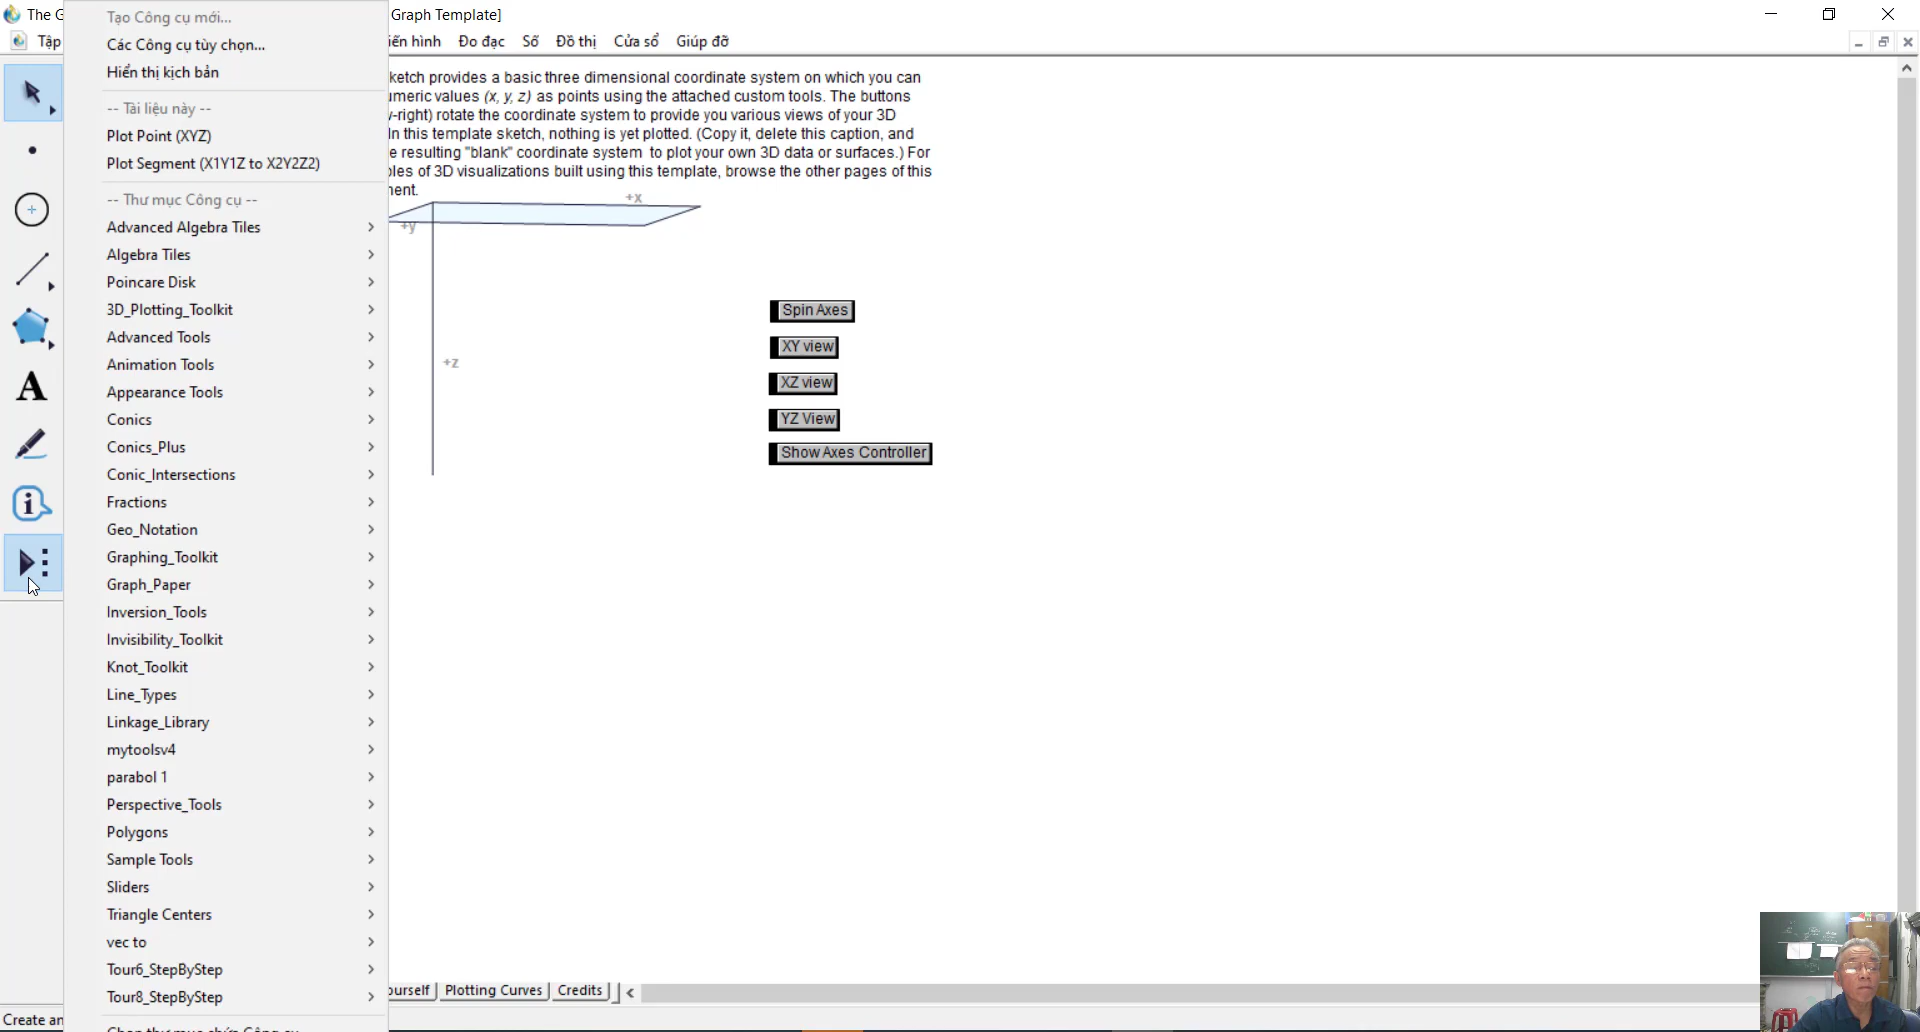 The G
Graph Template]
Tập
iến hình Đo đạc Số Đồ thị Cửa sổ Giúp đỡ
Tạo Công cụ mới...
Các Công cụ tùy chọn...
Hiển thị kịch bản
-- Tài liệu này --
Plot Point (XYZ)
Plot Segment (X1Y1Z to X2Y2Z2)
-- Thư mục Công cụ --
Advanced Algebra Tiles
Algebra Tiles
Poincare Disk
3D_Plotting_Toolkit
Advanced Tools
Animation Tools
Appearance Tools
Conics
Conics_Plus
Conic_Intersections
Fractions
Geo_Notation
Graphing_Toolkit
Graph_Paper
Inversion_Tools
Invisibility_Toolkit
Knot_Toolkit
Line_Types
Linkage_Library
mytoolsv4
parabol 1
Perspective_Tools
Polygons
Sample Tools
Sliders
Triangle Centers
vec to
Tour6_StepByStep
Tour8_StepByStep
ketch provides a basic three dimensional coordinate system on which you can
umeric values (x, y, z) as points using the attached custom tools. The buttons
-right) rotate the coordinate system to provide you various views of your 3D
In this template sketch, nothing is yet plotted. (Copy it, delete this caption, and
e resulting "blank" coordinate system to plot your own 3D data or surfaces.) For
les of 3D visualizations built using this template, browse the other pages of this
ent.
+x
+y
+z
Spin Axes
XY view
XZ view
YZ View
Show Axes Controller
ourself Plotting Curves Credits
Create an